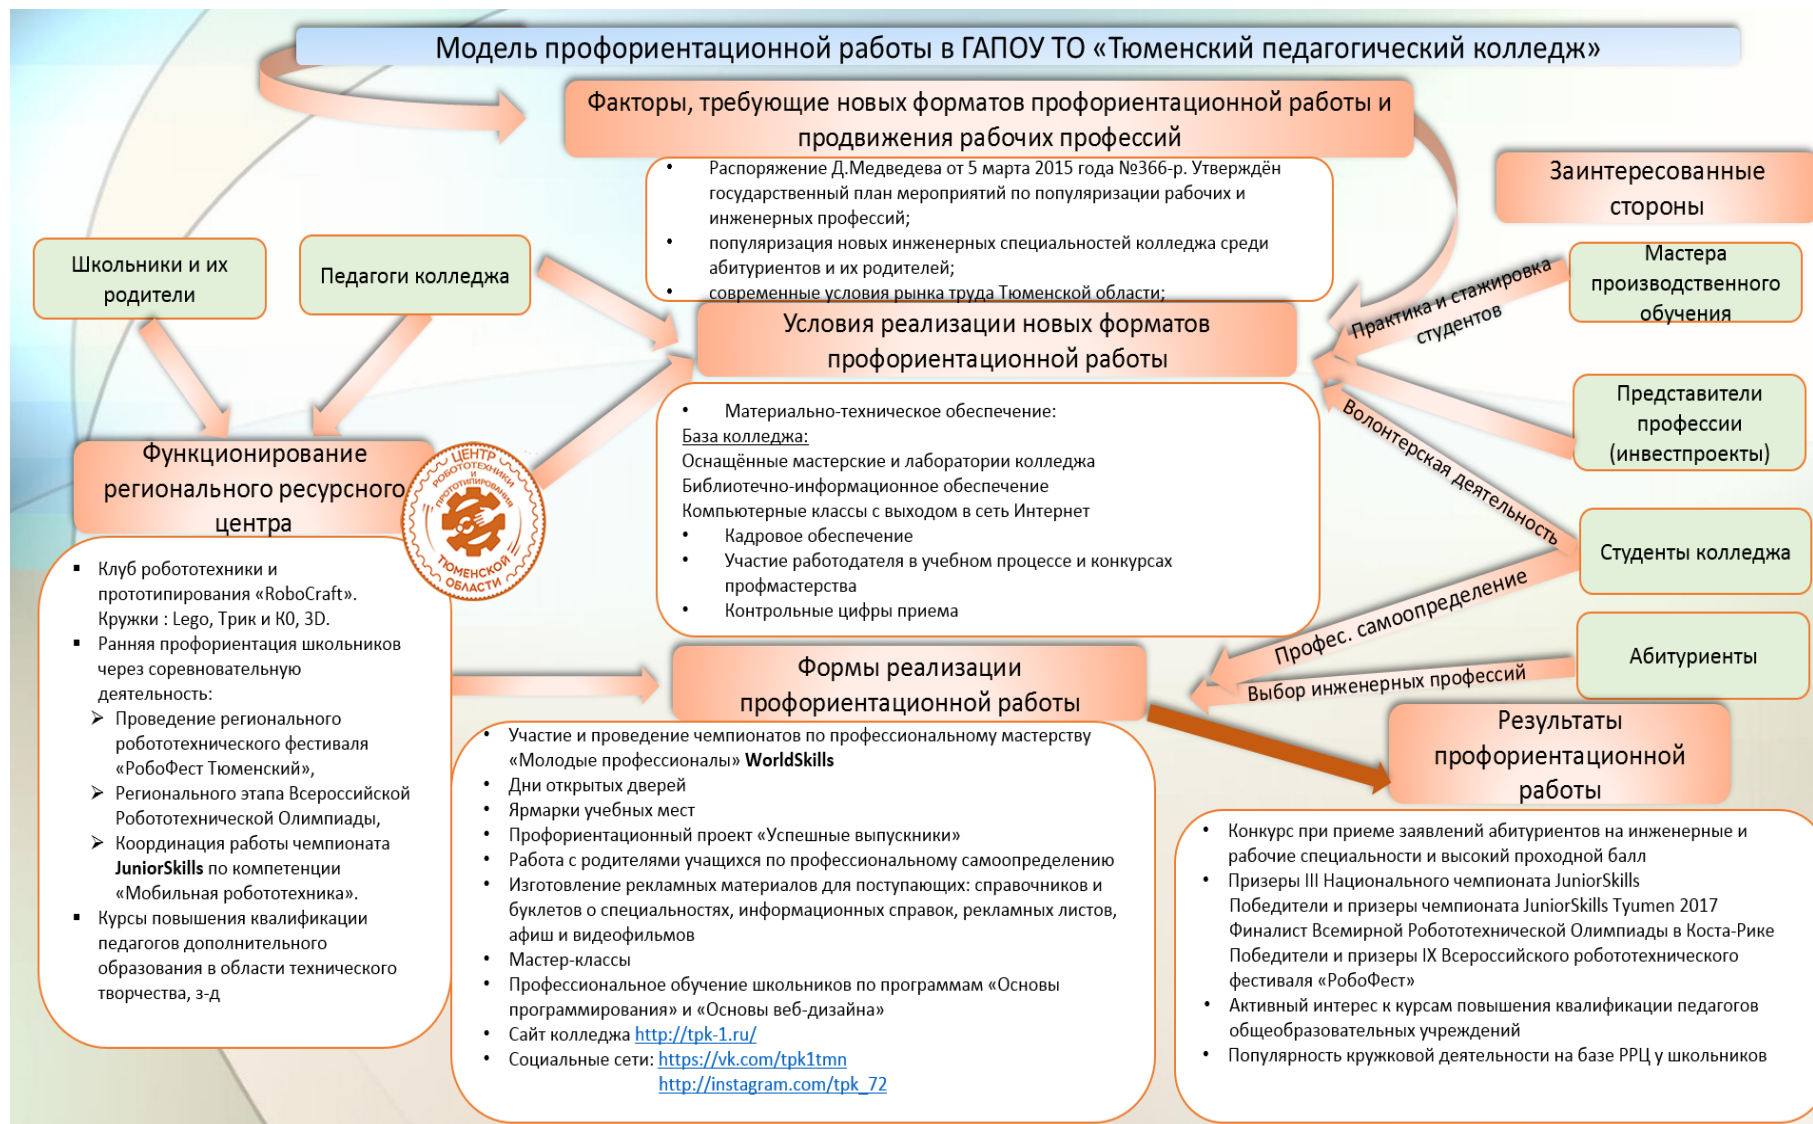 Модель профориентационной работы в ГАПОУ ТО «Тюменский педагогический колледж»
Факторы, требующие новых форматов профориентационной работы и
продвижения рабочих профессий
• Распоряжение Д.Медведева от 5 марта 2015 года №366-р. Утверждён
государственный план мероприятий по популяризации рабочих и
инженерных профессий;
• популяризация новых инженерных специальностей колледжа среди
абитуриентов и их родителей;
• современные условия рынка труда Тюменской области;
Заинтересованные
стороны
Школьники и их
родители
Педагоги колледжа
Мастера
производственного
обучения
Практика и стажировка
студентов
Условия реализации новых форматов
профориентационной работы
• Материально-техническое обеспечение:
База колледжа:
Оснащённые мастерские и лаборатории колледжа
Библиотечно-информационное обеспечение
Компьютерные классы с выходом в сеть Интернет
• Кадровое обеспечение
• Участие работодателя в учебном процессе и конкурсах
профмастерства
• Контрольные цифры приема
Представители
профессии
(инвестпроекты)
Волонтерская деятельность
Студенты колледжа
Профес. самоопределение
Абитуриенты
Выбор инженерных профессий
Функционирование
регионального ресурсного
центра
ЦЕНТР
РОБОТОТЕХНИКИ
И
ПРОТОТИПИРОВАНИЯ
ТЮМЕНСКОЙ
ОБЛАСТИ
▪ Клуб робототехники и
прототипирования «RoboCraft».
Кружки : Lego, Трик и К0, 3D.
▪ Ранняя профориентация школьников
через соревновательную
деятельность:
➢ Проведение регионального
робототехнического фестиваля
«РобоФест Тюменский»,
➢ Регионального этапа Всероссийской
Робототехнической Олимпиады,
➢ Координация работы чемпионата
JuniorSkills по компетенции
«Мобильная робототехника».
▪ Курсы повышения квалификации
педагогов дополнительного
образования в области технического
творчества, з-д
Формы реализации
профориентационной работы
• Участие и проведение чемпионатов по профессиональному мастерству
«Молодые профессионалы» WorldSkills
• Дни открытых дверей
• Ярмарки учебных мест
• Профориентационный проект «Успешные выпускники»
• Работа с родителями учащихся по профессиональному самоопределению
• Изготовление рекламных материалов для поступающих: справочников и
буклетов о специальностях, информационных справок, рекламных листов,
афиш и видеофильмов
• Мастер-классы
• Профессиональное обучение школьников по программам «Основы
программирования» и «Основы веб-дизайна»
• Сайт колледжа http://tpk-1.ru/
• Социальные сети: https://vk.com/tpk1tmn
http://instagram.com/tpk_72
Результаты
профориентационной
работы
• Конкурс при приеме заявлений абитуриентов на инженерные и
рабочие специальности и высокий проходной балл
• Призеры III Национального чемпионата JuniorSkills
Победители и призеры чемпионата JuniorSkills Tyumen 2017
Финалист Всемирной Робототехнической Олимпиады в Коста-Рике
Победители и призеры IX Всероссийского робототехнического
фестиваля «РобоФест»
• Активный интерес к курсам повышения квалификации педагогов
общеобразовательных учреждений
• Популярность кружковой деятельности на базе РРЦ у школьников